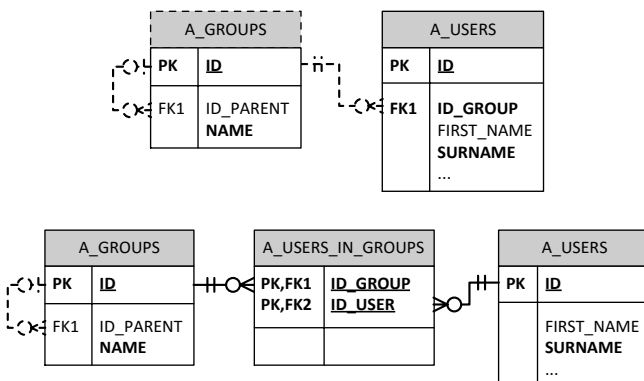 A_GROUPS
PK ID
FK1 ID_PARENT
NAME
A_USERS
PK ID
FK1 ID_GROUP
FIRST_NAME
SURNAME
...
A_GROUPS
PK ID
FK1 ID_PARENT
NAME
A_USERS_IN_GROUPS
PK,FK1 ID_GROUP
PK,FK2 ID_USER
A_USERS
PK ID
FIRST_NAME
SURNAME
...